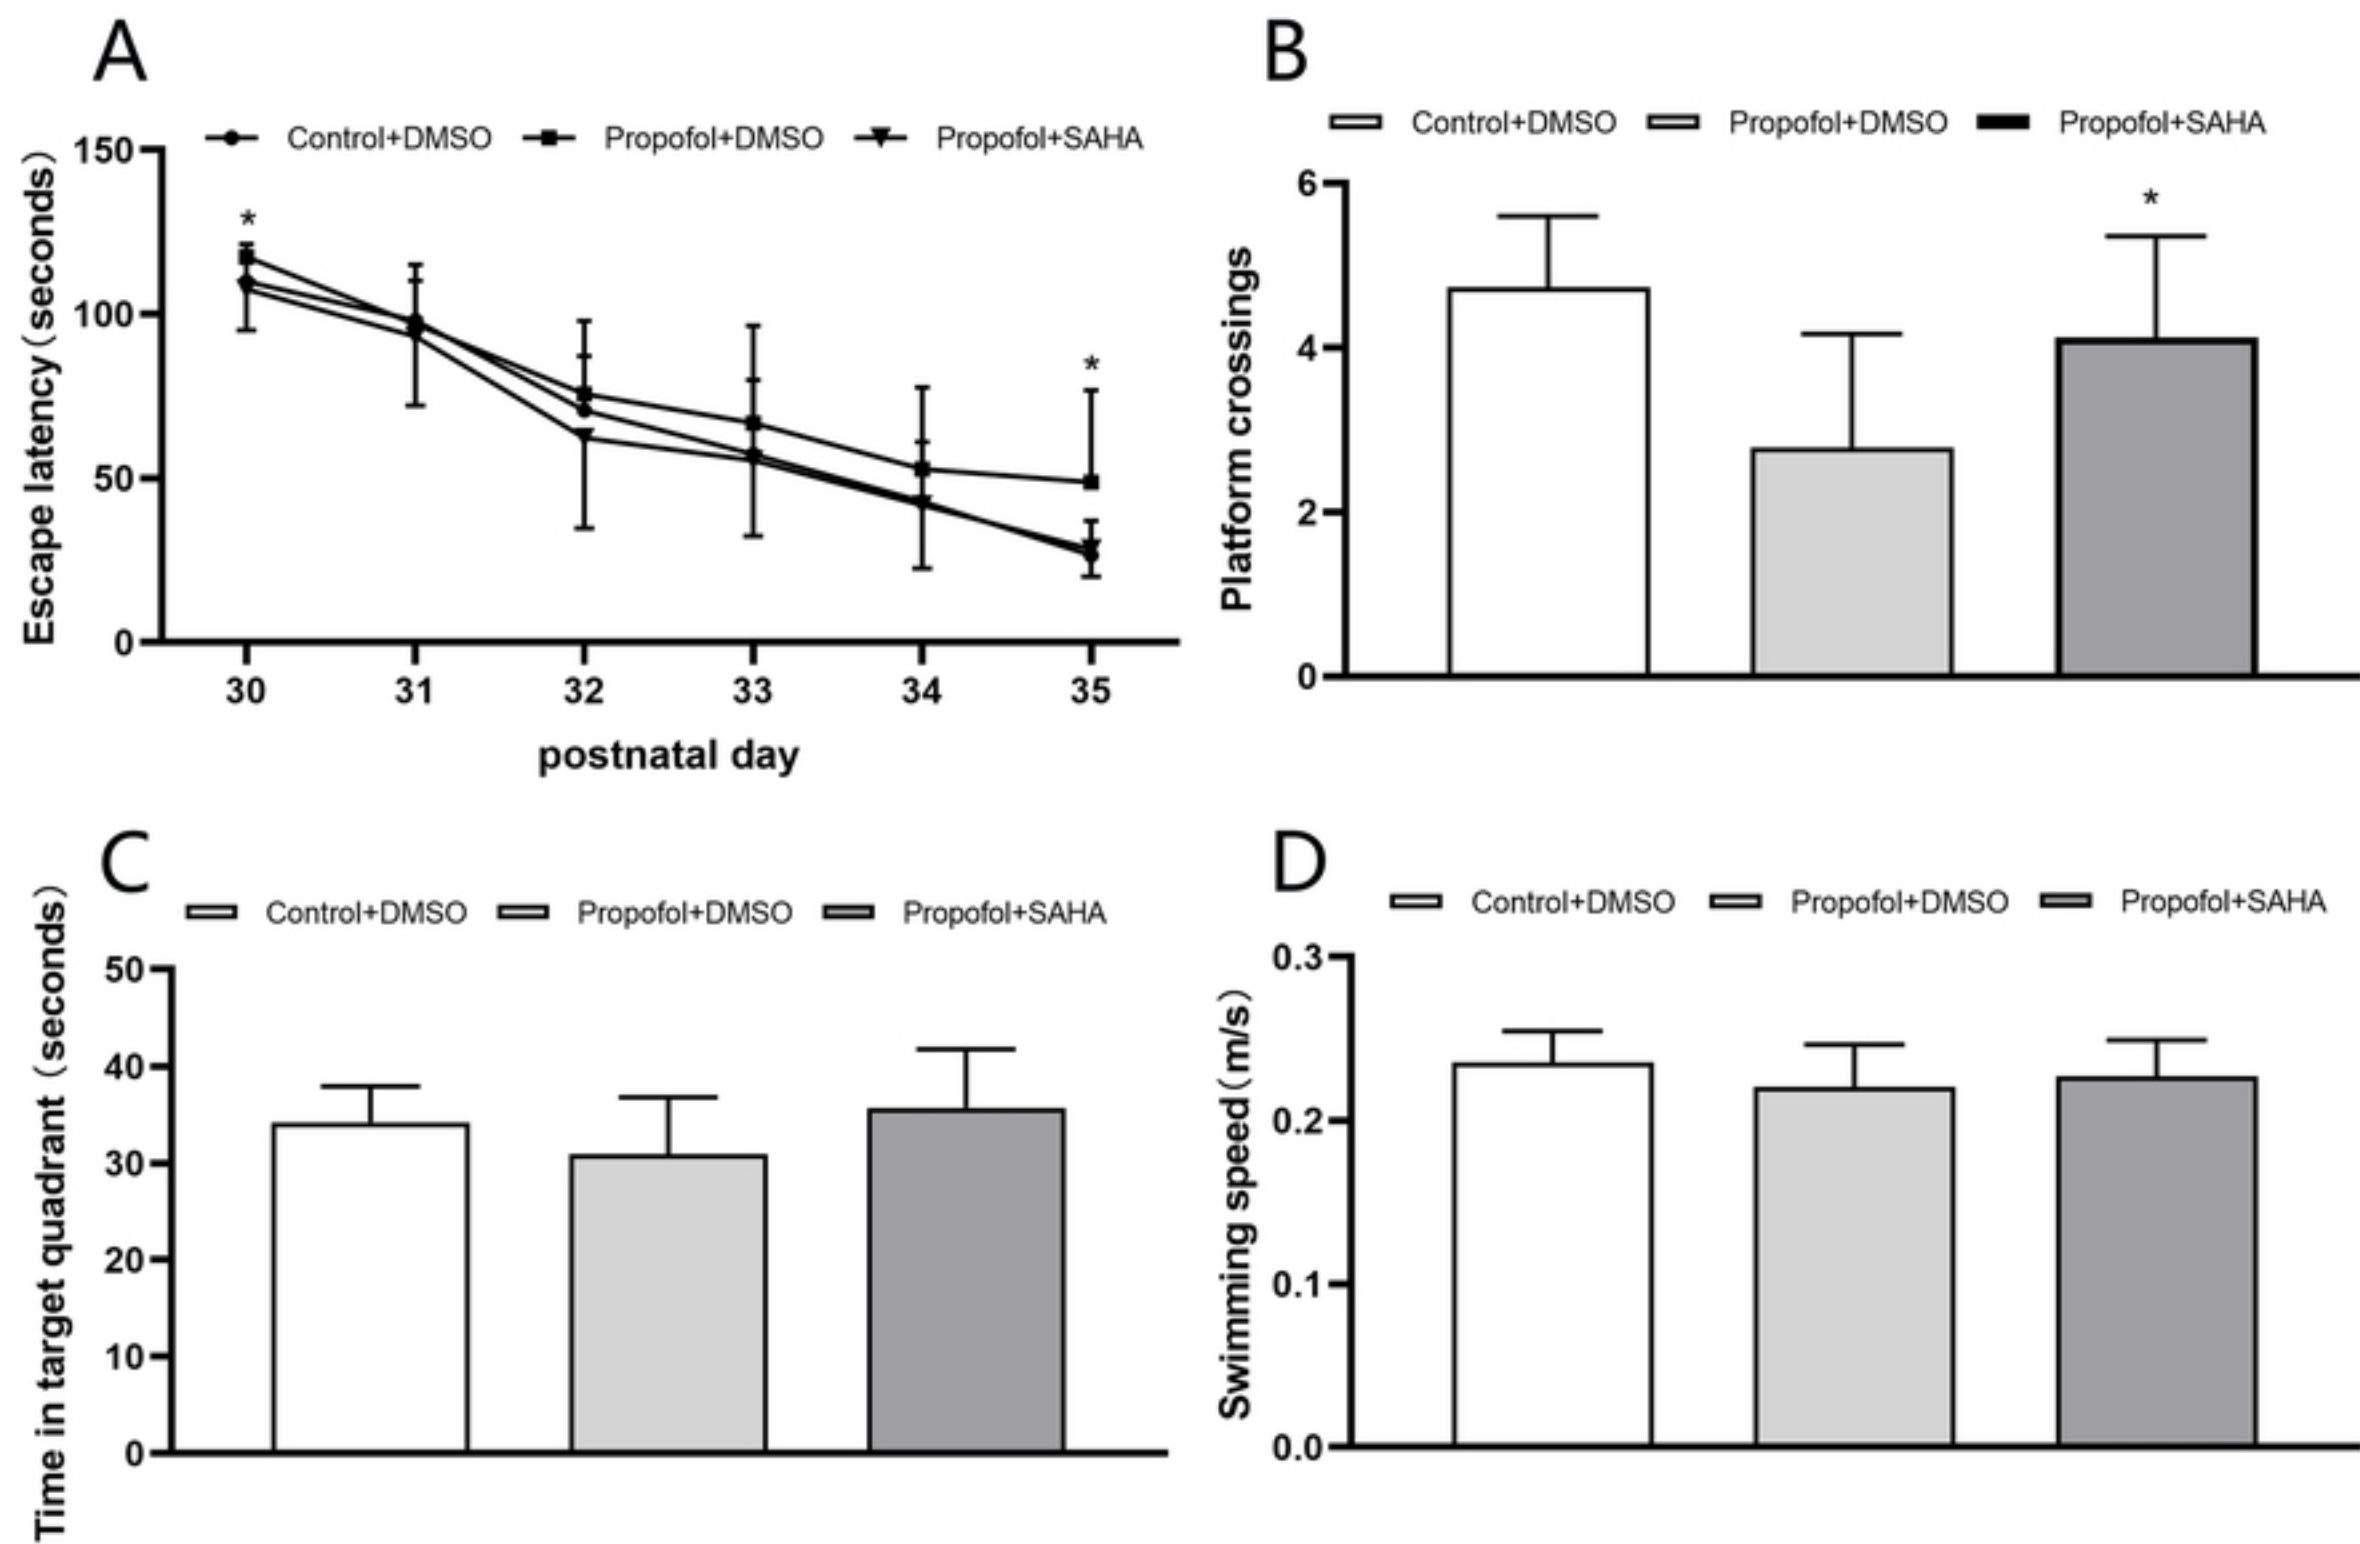 A
Control+DMSO Propofol+DMSO Propofol+SAHA
Escape latency (seconds)
150
100
50
0
*
*
30 31 32 33 34 35
postnatal day
B
Control+DMSO Propofol+DMSO Propofol+SAHA
Platform crossings
6
4
2
0
*
C
Control+DMSO Propofol+DMSO Propofol+SAHA
Time in target quadrant (seconds)
50
40
30
20
10
0
D
Control+DMSO Propofol+DMSO Propofol+SAHA
Swimming speed (m/s)
0.3
0.2
0.1
0.0